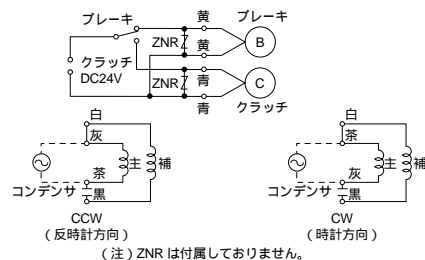 ブレーキ 黄 ブレーキ
ZNR 黄 B
クラッチ
DC24V
ZNR 青 C
青 クラッチ
白
灰
主 補
茶
コンデンサ 黒
CCW
(反時計方向)
白
茶
主 補
灰
コンデンサ 黒
CW
(時計方向)
(注) ZNR は付属しておりません。